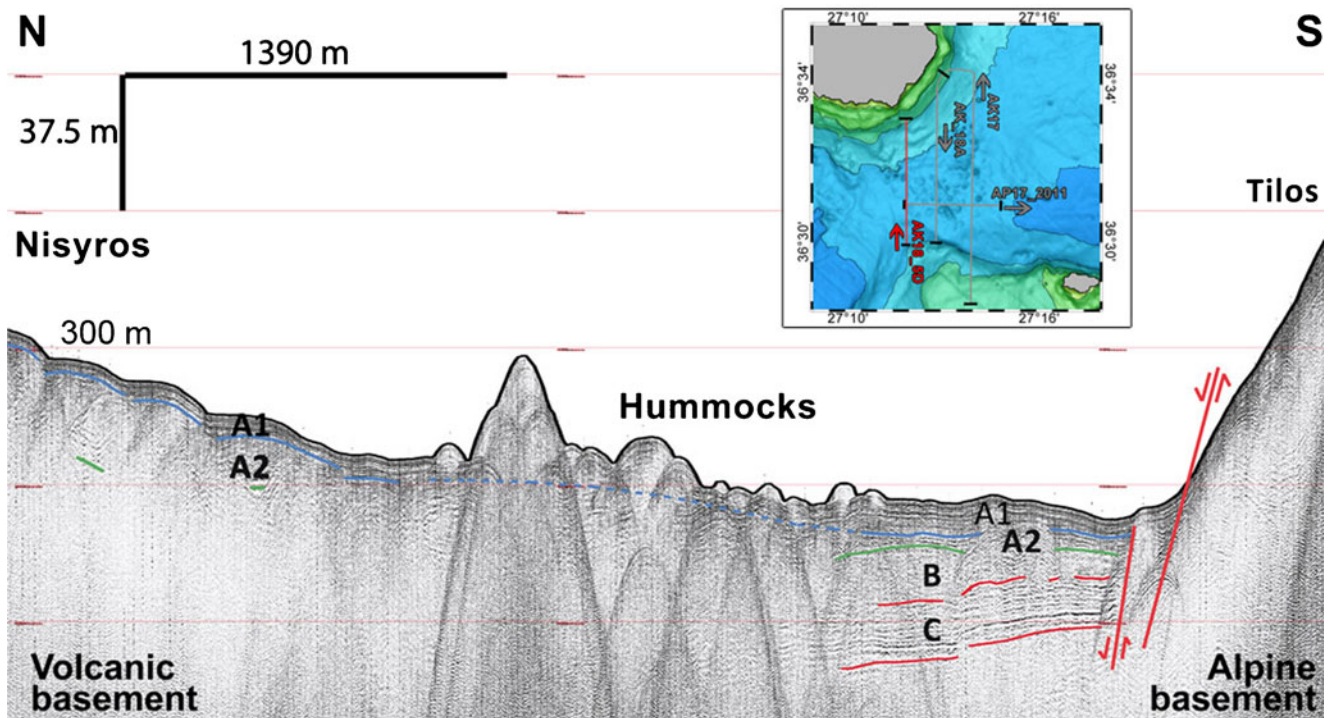 N
1390 m
37.5 m
27°10'
27°16'
S
36°34'
36°34'
AK17
AK_18A
AP17_2011
36°30'
36°30'
27°10'
27°16'
Tilos
Nisyros
300 m
Hummocks
A1
A2
A1
A2
B
C
Volcanic
basement
Alpine
basement